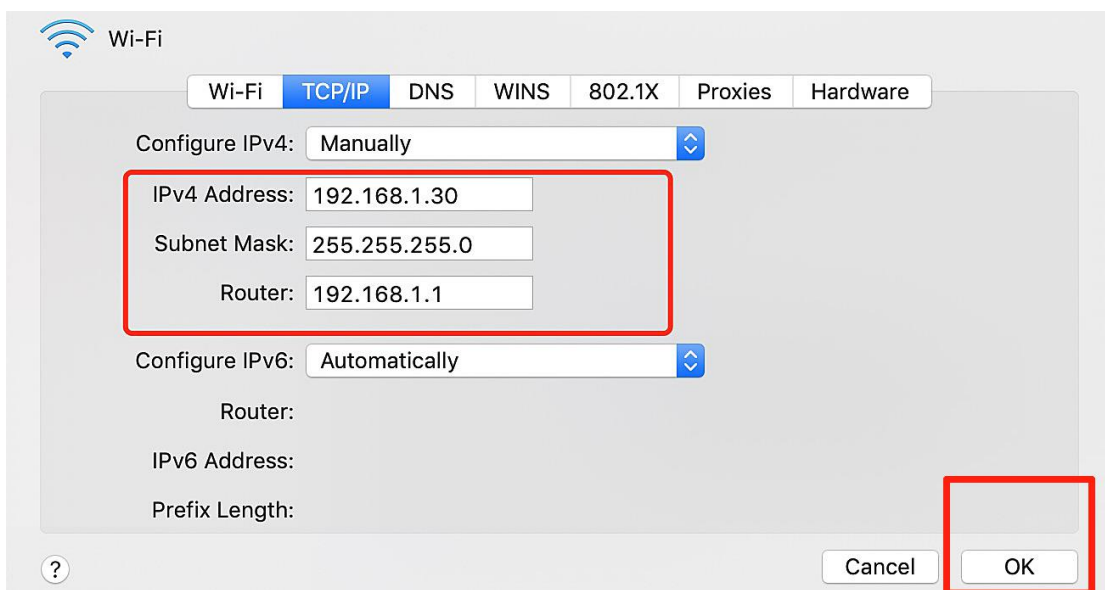 Wi-Fi
Wi-Fi TCP/IP DNS WINS 802.1X Proxies Hardware
Configure IPv4: Manually
IPv4 Address: 192.168.1.30
Subnet Mask: 255.255.255.0
Router: 192.168.1.1
Configure IPv6: Automatically
Router:
IPv6 Address:
Prefix Length:
? Cancel OK